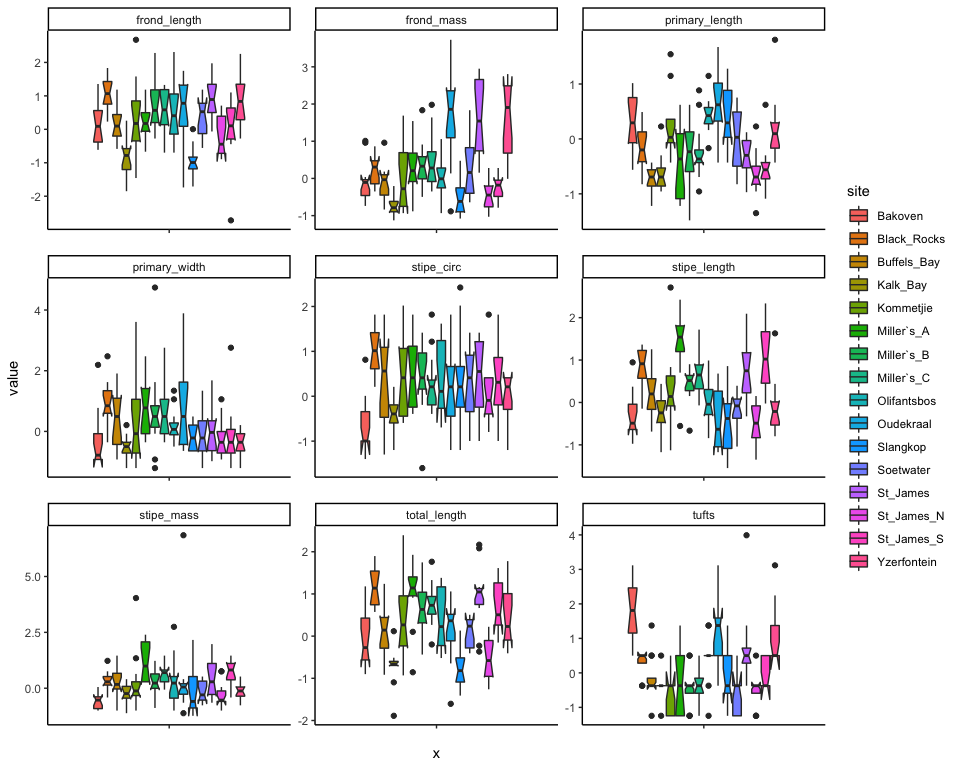 frond_length
frond_mass
primary_length
2
1
0
-1
-2
3
2
1
0
-1
1
0
-1
primary_width
stipe_circ
stipe_length
4
2
0
2
1
0
-1
2
1
0
-1
stipe_mass
total_length
tufts
5.0
2.5
0.0
2
1
0
-1
-2
4
3
2
1
0
-1
value
x
site
Bakoven
Black_Rocks
Buffels_Bay
Kalk_Bay
Kommetjie
Miller`s_A
Miller`s_B
Miller`s_C
Olifantsbos
Oudekraal
Slangkop
Soetwater
St_James
St_James_N
St_James_S
Yzerfontein